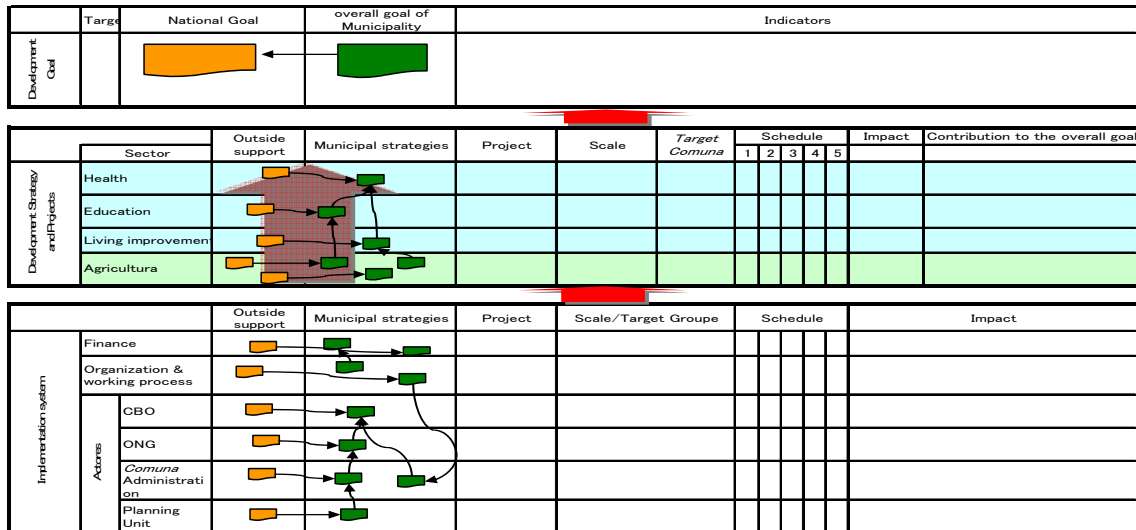 Targe
National Goal
overall goal of
Municipality
Indicators
Development
Goal
Sector
Outside
support
Municipal strategies
Project
Scale
Target
Comuna
Schedule
1 2 3 4 5
Impact
Contribution to the overall goal
Development Strategy
and Projects
Health
Education
Living improvement
Agricultura
Outside
support
Municipal strategies
Project
Scale/Target Groupe
Schedule
Impact
Implementation system
Finance
Organization &
working process
Actores
CBO
ONG
Comuna
Administrati
on
Planning
Unit